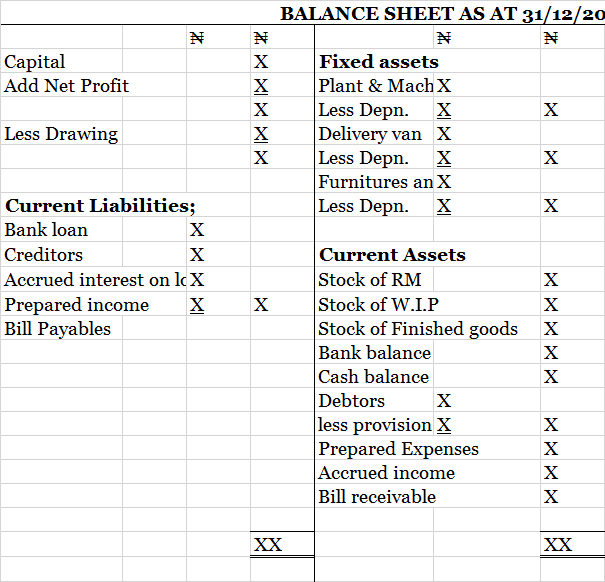 BALANCE SHEET AS AT 31/12/20
₦ ₦ ₦ ₦
Capital X Fixed assets
Add Net Profit X Plant & Mach X
X Less Depn. X X
Less Drawing X Delivery van X
X Less Depn. X X
Furnitures an X
Current Liabilities; Less Depn. X X
Bank loan X
Creditors X Current Assets
Accrued interest on lo X Stock of RM X
Prepared income X X Stock of W.I.P X
Bill Payables Stock of Finished goods X
Bank balance X
Cash balance X
Debtors X
less provision X X
Prepared Expenses X
Accrued income X
Bill receivable X
XX XX